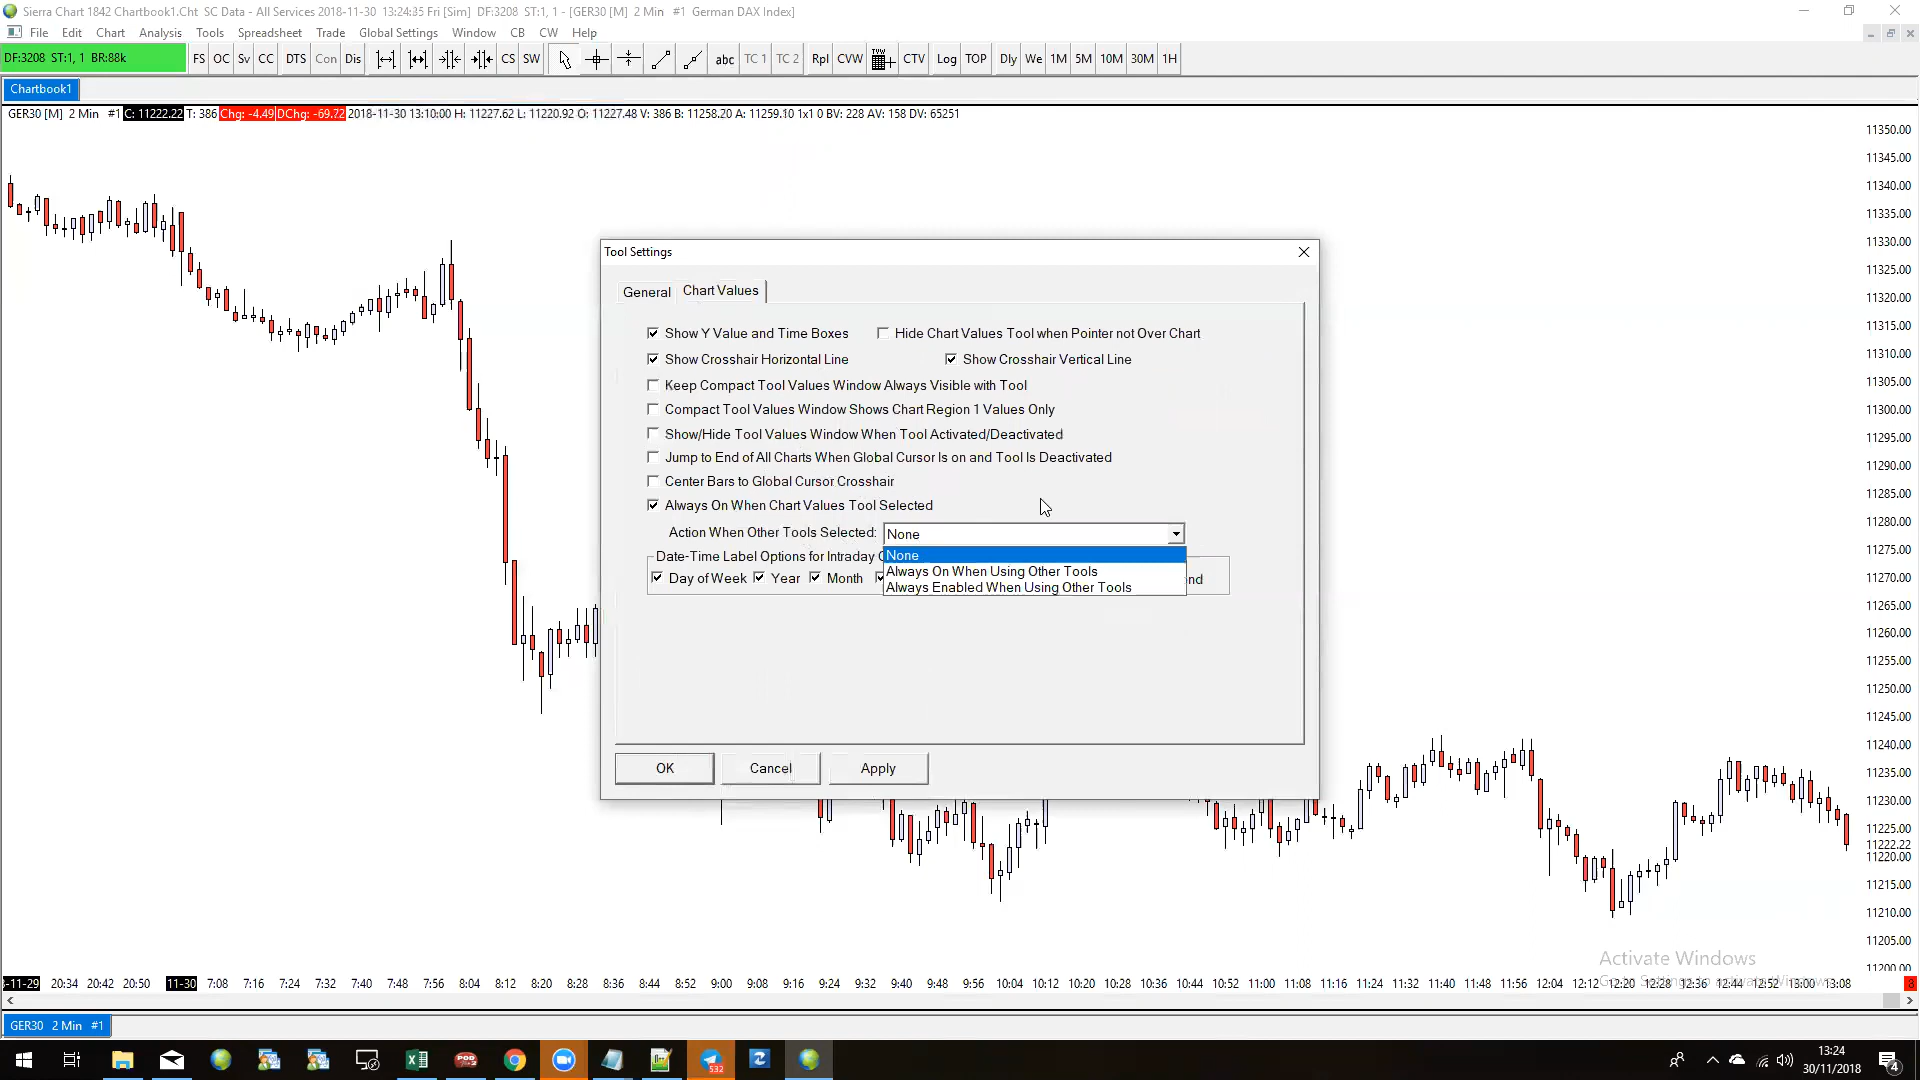 Sierra Chart 1842 Chartbook1.Cht  SC Data - All Services 2018-11-30  13:24:35 Fri [Sim]  DF:3208  ST:1, 1 - [GER30 [M]  2 Min   #1  German DAX Index]
File Edit Chart Analysis Tools Spreadsheet Trade Global Settings Window CB CW Help
DF:3208  ST:1, 1  BR:88k FS OC Sv CC DTS Con Dis CS SW abc TC 1 TC 2 Rpl CVW TVW CTV Log TOP Dly We 1M 5M 10M 30M 1H
Chartbook1
GER30 [M]  2 Min   #1 C: 11222.22 T: 386 Chg: -4.49 DChg: -69.72 2018-11-30 13:10:00 H: 11227.62 L: 11220.92 O: 11227.48 V: 386 B: 11258.20 A: 11259.10 1x1 0 BV: 228 AV: 158 DV: 65251
11350.00
11345.00
11340.00
11335.00
11330.00
11325.00
11320.00
11315.00
11310.00
11305.00
11300.00
11295.00
11290.00
11285.00
11280.00
11275.00
11270.00
11265.00
11260.00
11255.00
11250.00
11245.00
11240.00
11235.00
11230.00
11225.00
11222.22
11220.00
11215.00
11210.00
11205.00
11200.00
Tool Settings
General Chart Values
Show Y Value and Time Boxes Hide Chart Values Tool when Pointer not Over Chart
Show Crosshair Horizontal Line Show Crosshair Vertical Line
Keep Compact Tool Values Window Always Visible with Tool
Compact Tool Values Window Shows Chart Region 1 Values Only
Show/Hide Tool Values Window When Tool Activated/Deactivated
Jump to End of All Charts When Global Cursor Is on and Tool Is Deactivated
Center Bars to Global Cursor Crosshair
Always On When Chart Values Tool Selected
Action When Other Tools Selected: None
None
Always On When Using Other Tools
Always Enabled When Using Other Tools
Date-Time Label Options for Intraday
Day of Week Year Month
OK Cancel Apply
Activate Windows
Go to Settings to activate Windows.
-11-29 20:34 20:42 20:50 11-30 7:16 7:24 7:32 7:40 7:48 7:56 8:04 8:12 8:20 8:28 8:36 8:44 8:52 9:00 9:08 9:16 9:24 9:32 9:40 9:48 9:56 10:04 10:12 10:20 10:28 10:36 10:44 10:52 11:00 11:08 11:16 11:24 11:32 11:40 11:48 11:56 12:04 12:12 12:20 12:28 12:36 12:44 12:52 13:00 13:08 3
GER30  2 Min  #1
532
13:24
30/11/2018
4